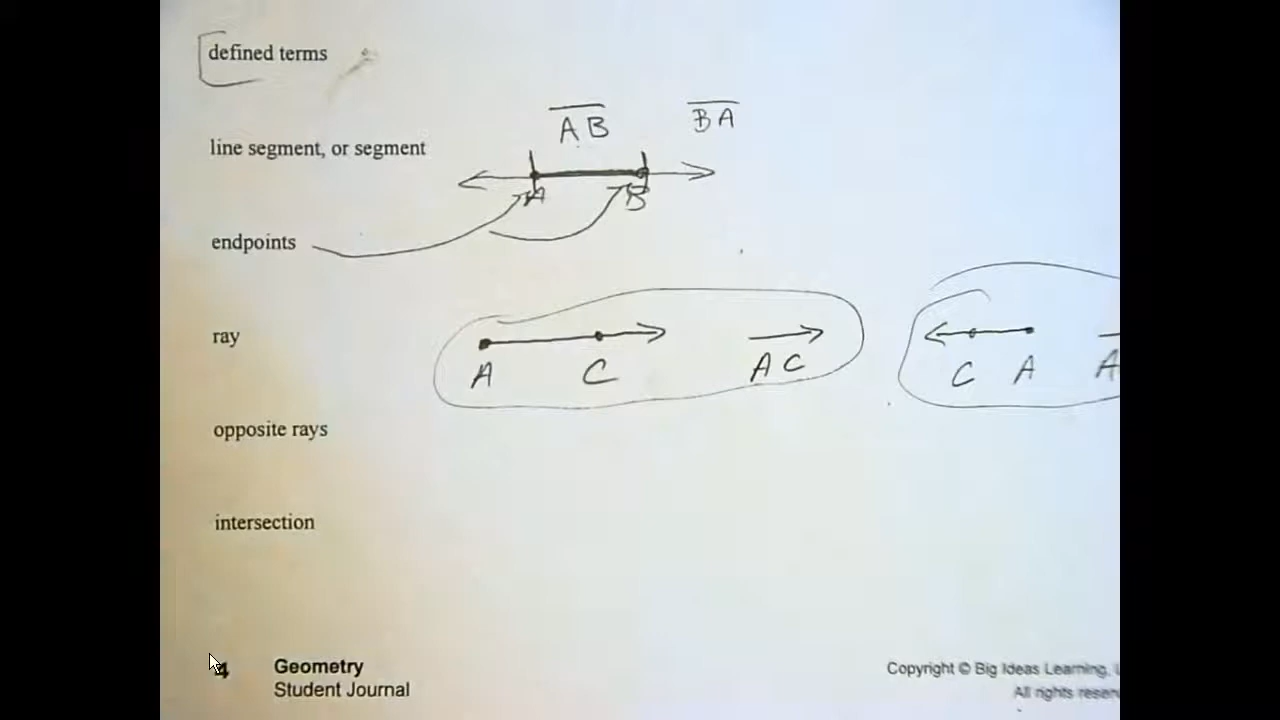 defined terms
AB BA
line segment, or segment
A B
endpoints
ray
A C AC C A A
opposite rays
intersection
4 Geometry
Student Journal
Copyright © Big Ideas Learning,
All rights